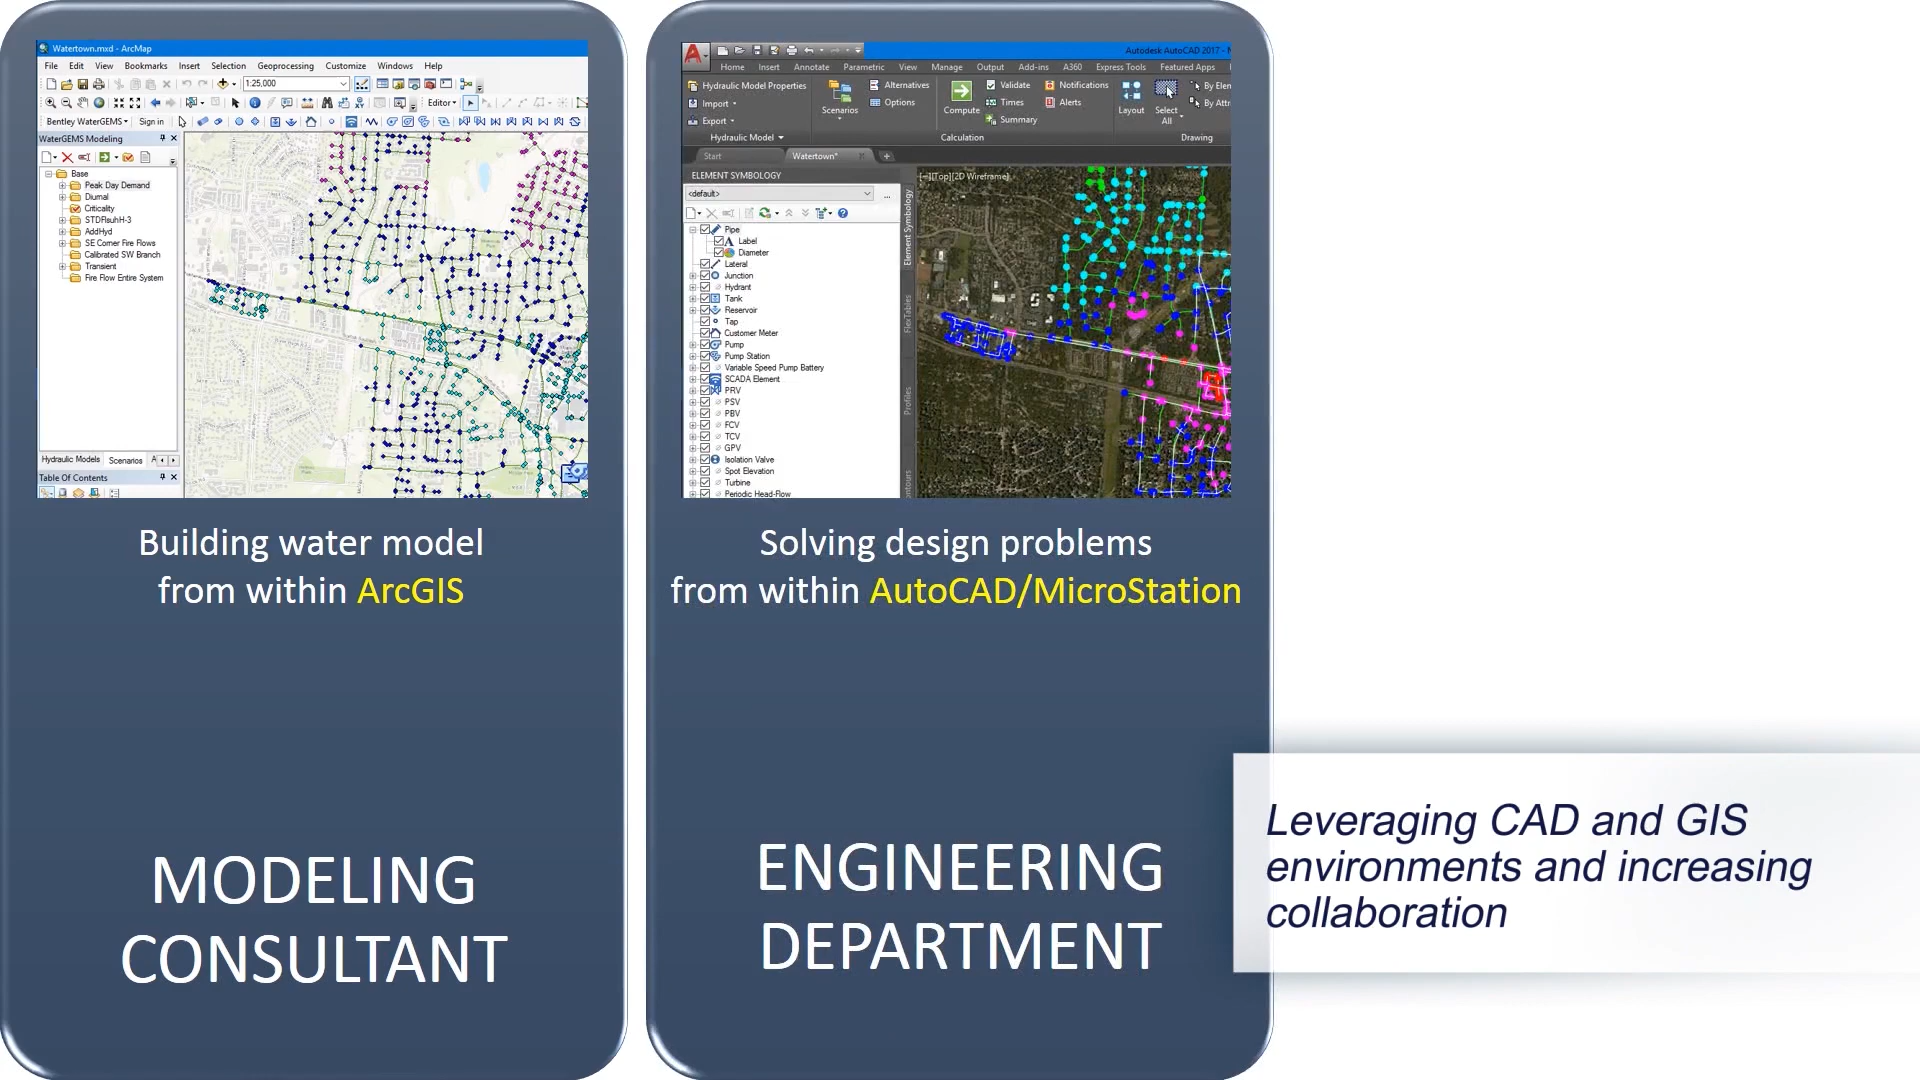 Watertown.mxd - ArcMap
File Edit View Bookmarks Insert Selection Geoprocessing Customize Windows Help
1:25,000
Editor
Bentley WaterGEMS Sign in
WaterGEMS Modeling
Base
Peak Day Demand
Diurnal
Criticality
STDFlsuhH-3
AddHyd
SE Corner Fire Flows
Calibrated SW Branch
Transient
Fire Flow Entire System
Hydraulic Models Scenarios A
Table Of Contents
Building water model
from within ArcGIS
MODELING
CONSULTANT
Autodesk AutoCAD 2017 -
Home Insert Annotate Parametric View Manage Output Add-ins A360 Express Tools Featured Apps
Hydraulic Model Properties
Import
Export
Hydraulic Model
Scenarios
Alternatives
Options
Compute
Validate
Times
Summary
Notifications
Alerts
Calculation
Layout
Select
All
By Elen
By Attri
Drawing
Start Watertown*
ELEMENT SYMBOLOGY
<default>
Pipe
Label
Diameter
Lateral
Junction
Hydrant
Tank
Reservoir
Tap
Customer Meter
Pump
Pump Station
Variable Speed Pump Battery
SCADA Element
PRV
PSV
PBV
FCV
TCV
GPV
Isolation Valve
Spot Elevation
Turbine
Periodic Head-Flow
Element Symbology
FlexTables
Profiles
[-][Top][2D Wireframe]
Solving design problems
from within AutoCAD/MicroStation
ENGINEERING
DEPARTMENT
Leveraging CAD and GIS
environments and increasing
collaboration